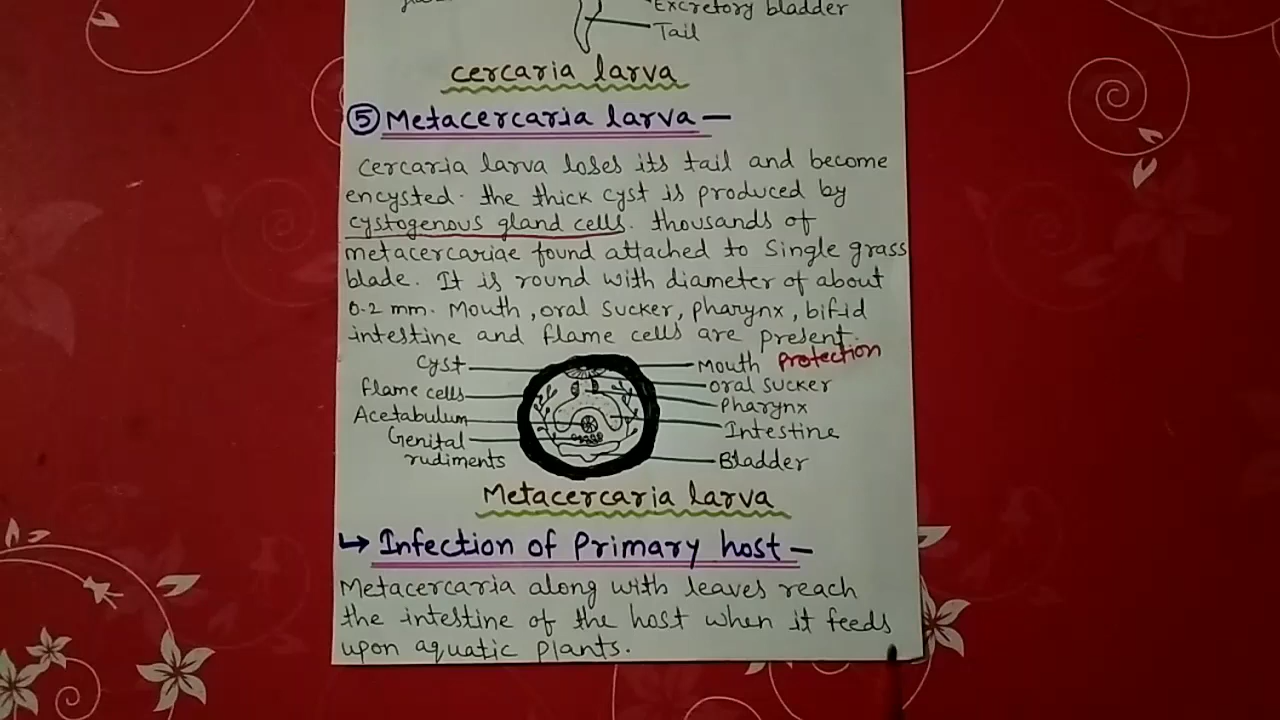 Excretory bladder
Tail
cercaria larva
⑤ Metacercaria larva —
cercaria larva loses its tail and become
encysted. the thick cyst is produced by
cystogenous gland cells. thousands of
metacercariae found attached to single grass
blade. It is round with diameter of about
0.2 mm. Mouth, oral sucker, pharynx, bifid
intestine and flame cells are present.
Cyst
Mouth Protection
flame cells
oral sucker
Acetabulum
Pharynx
Genital
rudiments
Intestine
Bladder
Metacercaria larva
↳ Infection of Primary host —
Metacercaria along with leaves reach
the intestine of the host when it feeds
upon aquatic plants.